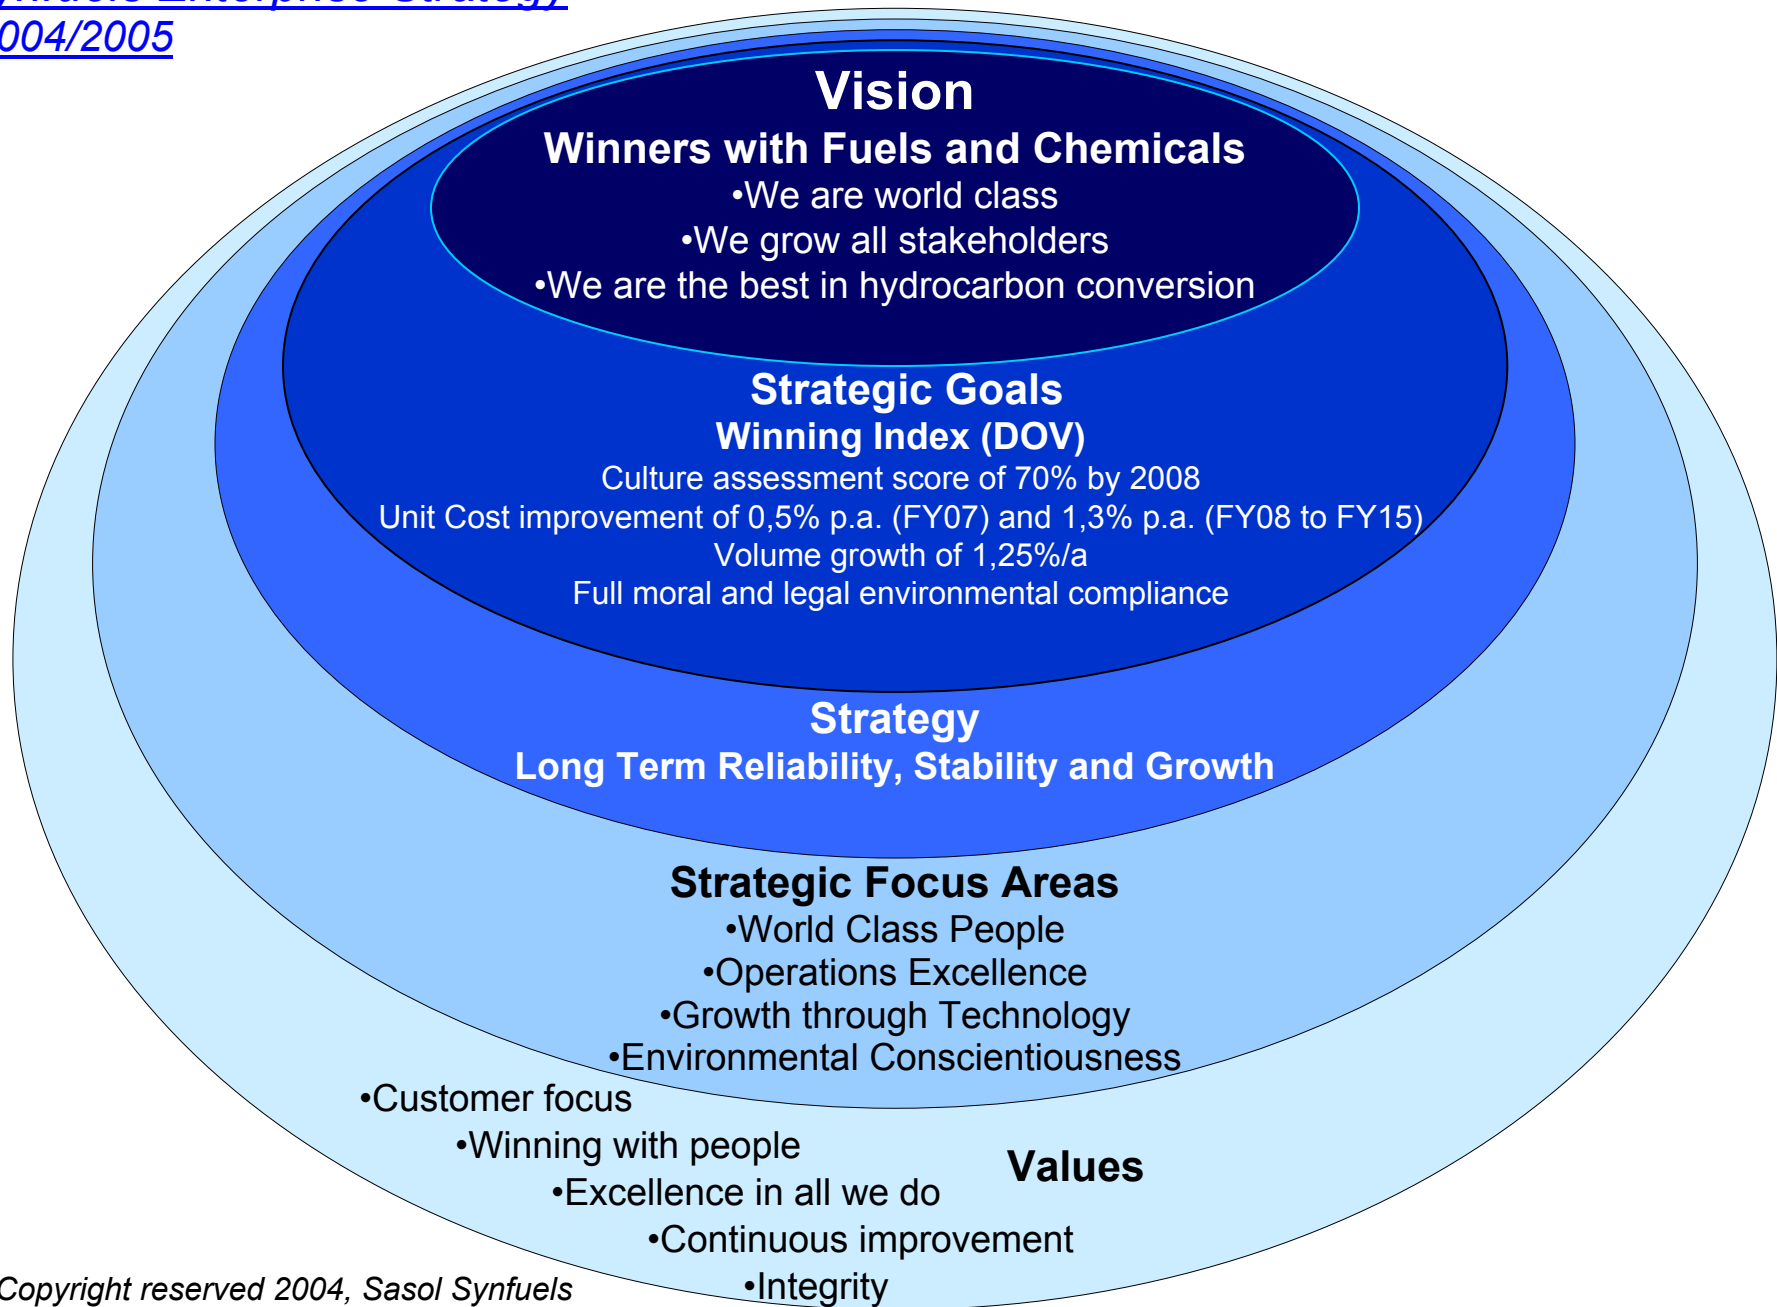 ynfuels Enterprise Strategy
004/2005
Vision
Winners with Fuels and Chemicals
•We are world class
•We grow all stakeholders
•We are the best in hydrocarbon conversion
Strategic Goals
Winning Index (DOV)
Culture assessment score of 70% by 2008
Unit Cost improvement of 0,5% p.a. (FY07) and 1,3% p.a. (FY08 to FY15)
Volume growth of 1,25%/a
Full moral and legal environmental compliance
Strategy
Long Term Reliability, Stability and Growth
Strategic Focus Areas
•World Class People
•Operations Excellence
•Growth through Technology
•Environmental Conscientiousness
•Customer focus
•Winning with people
Values
•Excellence in all we do
•Continuous improvement
•Integrity
Copyright reserved 2004, Sasol Synfuels